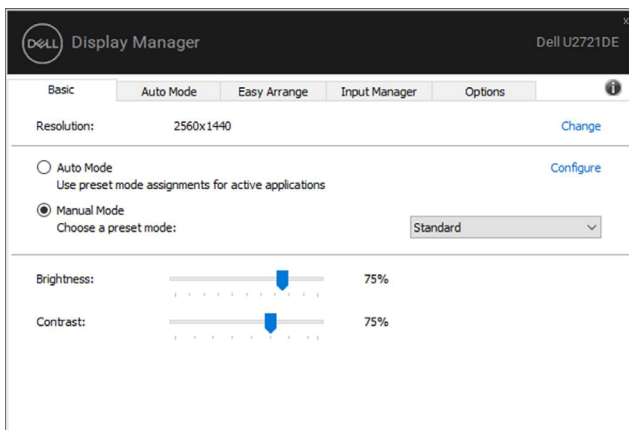 x
DELL Display Manager Dell U2721DE
Basic Auto Mode Easy Arrange Input Manager Options i
Resolution: 2560x1440 Change
Auto Mode Configure
Use preset mode assignments for active applications
Manual Mode
Choose a preset mode: Standard
Brightness: 75%
Contrast: 75%